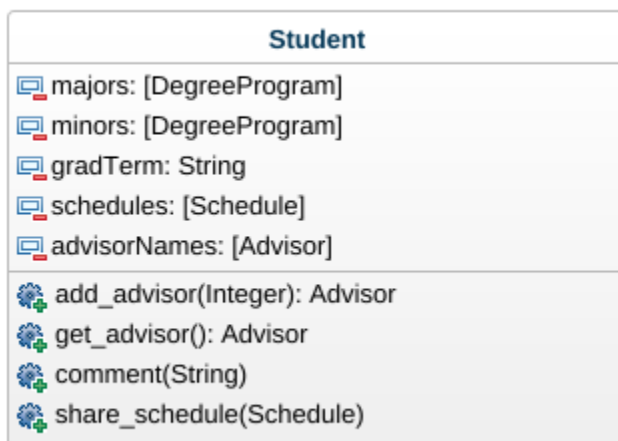 Student
majors: [DegreeProgram]
minors: [DegreeProgram]
gradTerm: String
schedules: [Schedule]
advisorNames: [Advisor]
add_advisor(Integer): Advisor
get_advisor(): Advisor
comment(String)
share_schedule(Schedule)